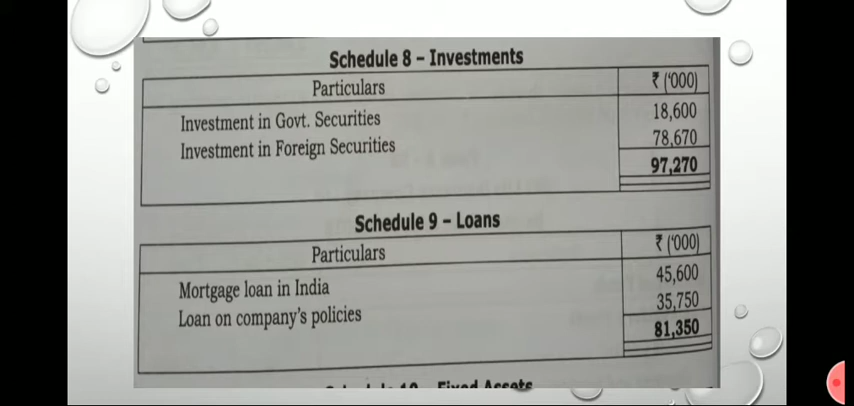 Schedule 8 – Investments
Particulars ₹ ('000)
Investment in Govt. Securities 18,600
Investment in Foreign Securities 78,670
97,270
Schedule 9 – Loans
Particulars ₹ ('000)
Mortgage loan in India 45,600
Loan on company's policies 35,750
81,350
Fixed Assets